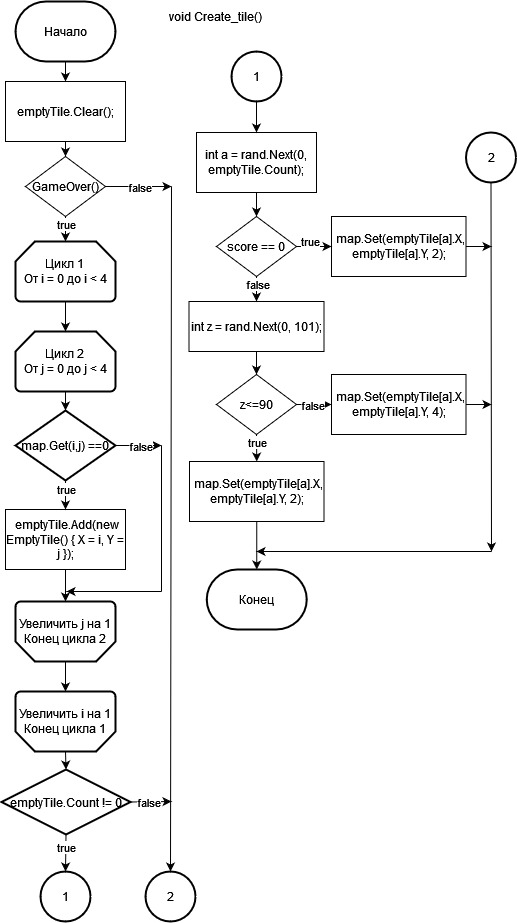 void Create_tile()
Начало
emptyTile.Clear();
GameOver()
false
true
Цикл 1
От i = 0 до i < 4
Цикл 2
От j = 0 до j < 4
map.Get(i,j) ==0
false
true
emptyTile.Add(new
EmptyTile() { X = i, Y =
j });
Увеличить j на 1
Конец цикла 2
Увеличить i на 1
Конец цикла 1
emptyTile.Count != 0
false
true
1
2
1
int a = rand.Next(0,
emptyTile.Count);
score == 0
true
map.Set(emptyTile[a].X,
emptyTile[a].Y, 2);
false
int z = rand.Next(0, 101);
z<=90
false
map.Set(emptyTile[a].X,
emptyTile[a].Y, 4);
true
map.Set(emptyTile[a].X,
emptyTile[a].Y, 2);
Конец
2